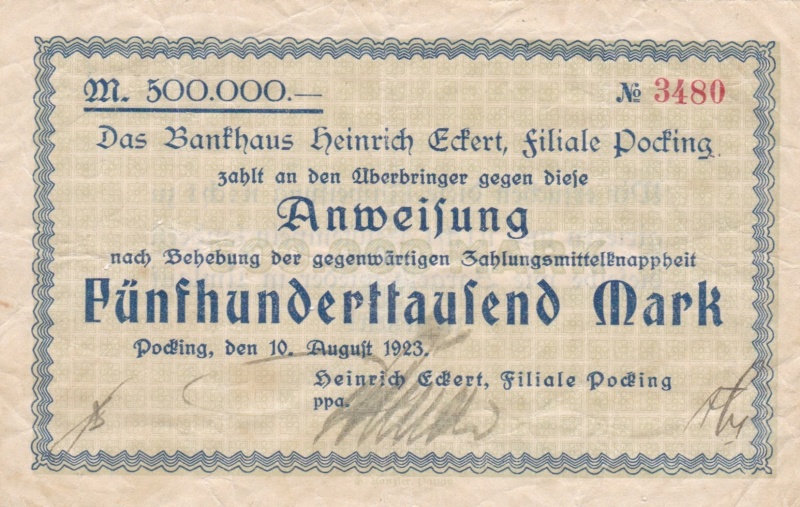 M. 500.000.— № 3480
Das Bankhaus Heinrich Eckert, Filiale Pocking
zahlt an den Überbringer gegen dieſe
Anweiſung
nach Behebung der gegenwärtigen Zahlungsmittelknappheit
Fünfhunderttauſend Mark
Pocking, den 10. August 1923.
Heinrich Eckert, Filiale Pocking
ppa.